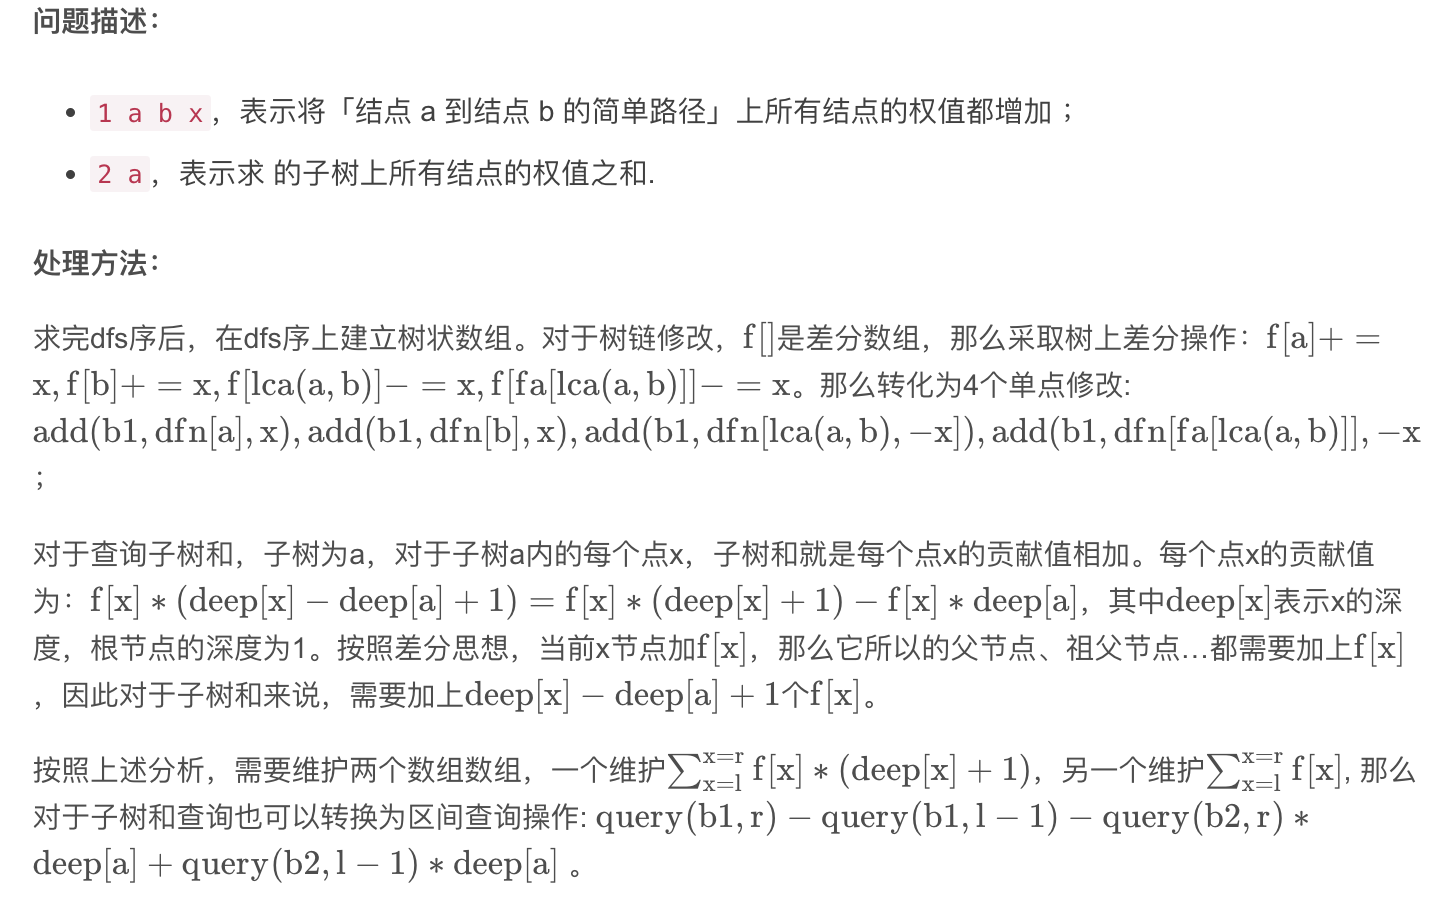 问题描述：
• 1 a b x，表示将「结点 a 到结点 b 的简单路径」上所有结点的权值都增加；
• 2 a，表示求 的子树上所有结点的权值之和.
处理方法：
求完dfs序后，在dfs序上建立树状数组。对于树链修改，f[]是差分数组，那么采取树上差分操作：f[a]+ =
x,f[b]+ = x,f[lca(a,b)]− = x,f[fa[lca(a,b)]]− = x。那么转化为4个单点修改:
add(b1,dfn[a],x),add(b1,dfn[b],x),add(b1,dfn[lca(a,b),−x]),add(b1,dfn[fa[lca(a,b)]],−x
；
对于查询子树和，子树为a，对于子树a内的每个点x，子树和就是每个点x的贡献值相加。每个点x的贡献值
为：f[x] ∗ (deep[x] − deep[a] + 1) = f[x] ∗ (deep[x] + 1) − f[x] ∗ deep[a]，其中deep[x]表示x的深
度，根节点的深度为1。按照差分思想，当前x节点加f[x]，那么它所以的父节点、祖父节点...都需要加上f[x]
，因此对于子树和来说，需要加上deep[x] − deep[a] + 1个f[x]。
按照上述分析，需要维护两个数组数组，一个维护∑_{x=l}^{x=r} f[x] ∗ (deep[x] + 1)，另一个维护∑_{x=l}^{x=r} f[x], 那么
对于子树和查询也可以转换为区间查询操作: query(b1,r) − query(b1,l − 1) − query(b2,r) ∗
deep[a] + query(b2,l − 1) ∗ deep[a] 。